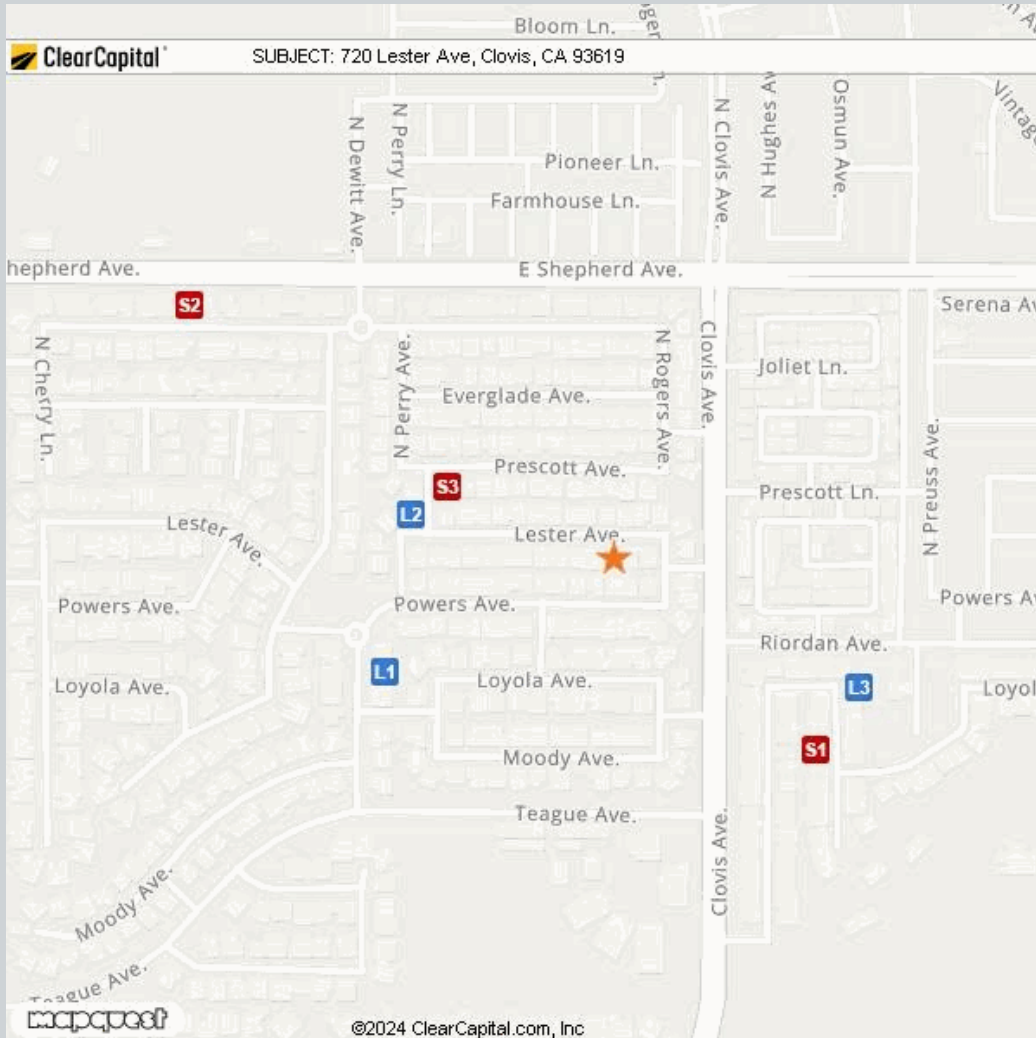 Bloom Ln.
ClearCapital
SUBJECT: 720 Lester Ave, Clovis, CA 93619
N Dewitt Ave.
N Perry Ln.
Pioneer Ln.
Farmhouse Ln.
N Clovis Ave.
N Hughes Av
Osmun Ave.
Vintage
hepherd Ave.
E Shepherd Ave.
S2
Serena Av
N Cherry Ln.
N Perry Ave.
N Rogers Ave.
Clovis Ave.
Joliet Ln.
Everglade Ave.
Prescott Ave.
S3
Prescott Ln.
N Preuss Ave.
L2
Lester Ave.
Lester Ave.
Powers Ave.
Powers Ave.
Powers Av
Riordan Ave.
L1
Loyola Ave.
Loyola Ave.
L3
Loyol
S1
Moody Ave.
Teague Ave.
Clovis Ave.
Moody Ave.
Teague Ave.
mapquest
©2024 ClearCapital.com, Inc